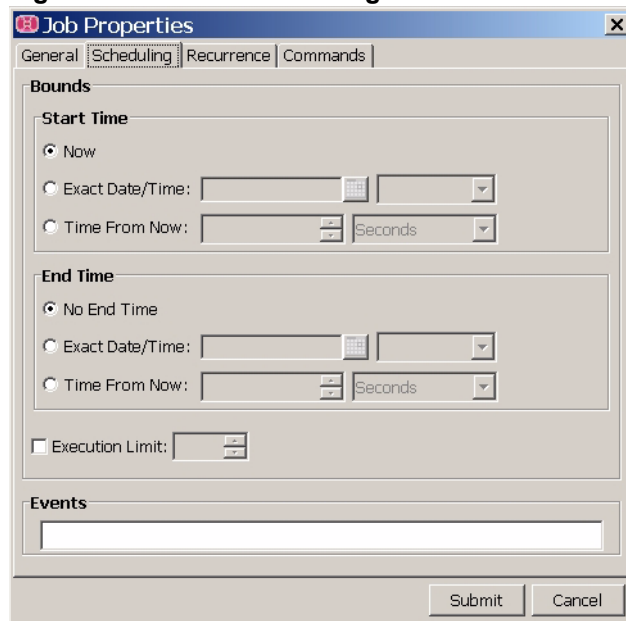 Job Properties
General Scheduling Recurrence Commands
Bounds
Start Time
Now
Exact Date/Time:
Time From Now: Seconds
End Time
No End Time
Exact Date/Time:
Time From Now: Seconds
Execution Limit:
Events
Submit Cancel